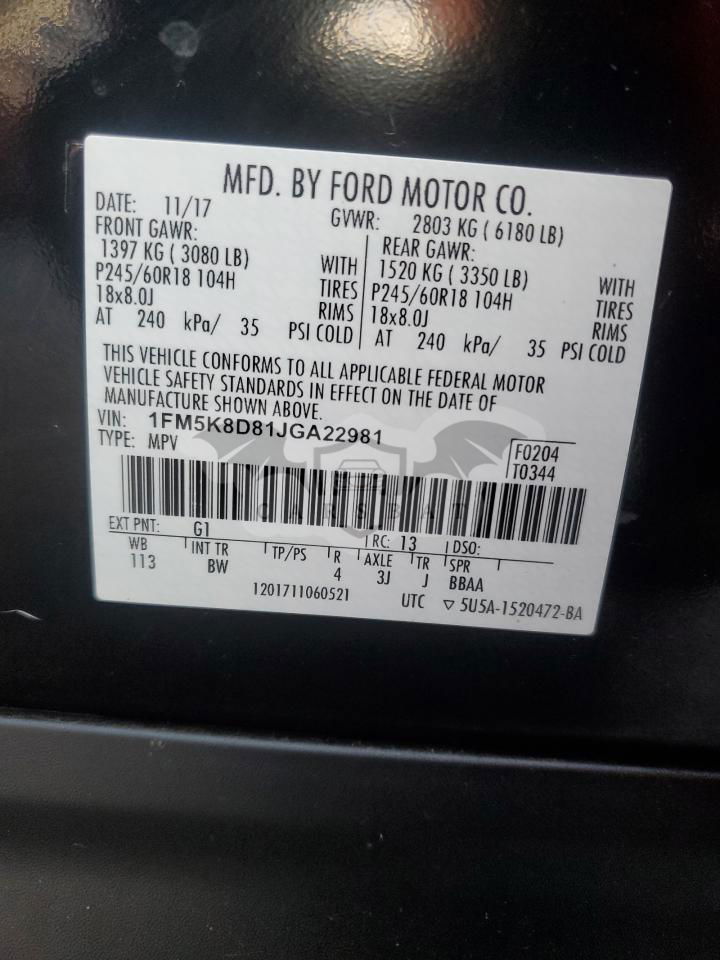 MFD. BY FORD MOTOR CO.
DATE: 11/17 GVWR: 2803 KG ( 6180 LB)
FRONT GAWR: REAR GAWR:
1397 KG ( 3080 LB) WITH 1520 KG ( 3350 LB) WITH
P245/60R18 104H TIRES P245/60R18 104H TIRES
18x8.0J RIMS 18x8.0J RIMS
AT 240 kPa/ 35 PSI COLD AT 240 kPa/ 35 PSI COLD
THIS VEHICLE CONFORMS TO ALL APPLICABLE FEDERAL MOTOR
VEHICLE SAFETY STANDARDS IN EFFECT ON THE DATE OF
MANUFACTURE SHOWN ABOVE.
VIN: 1FM5K8D81JGA22981
TYPE: MPV
F0204
T0344
CARSBAT
EXT PNT: G1 RC: 13 DSO:
WB INT TR TP/PS R AXLE TR SPR
113 BW 4 3J J BBAA
1201711060521 UTC ▽ 5U5A-1520472-BA